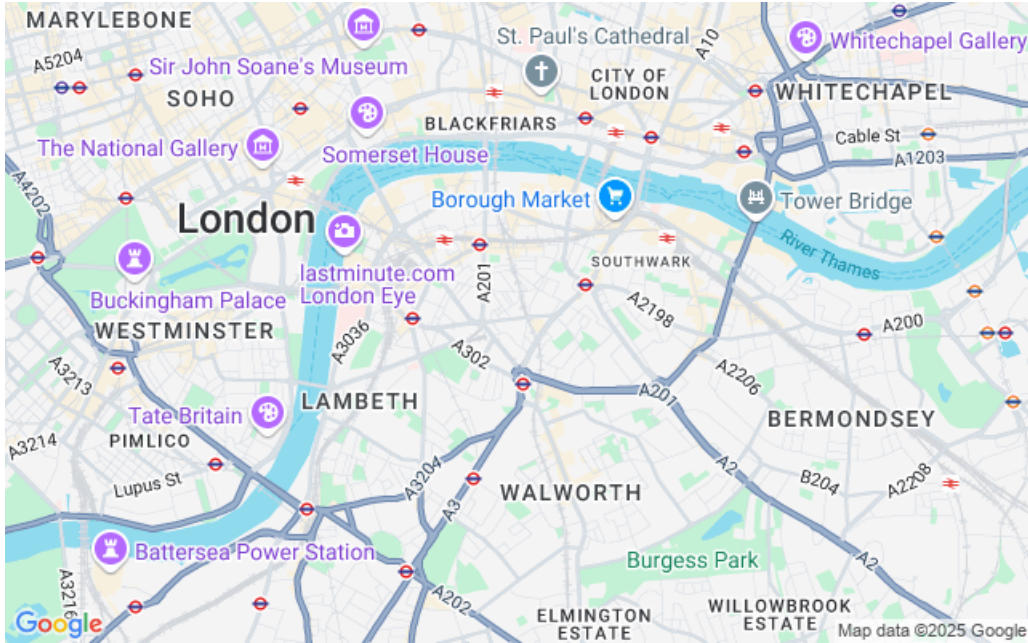 MARYLEBONE
A5204
Sir John Soane's Museum
SOHO
St. Paul's Cathedral
A10
Whitechapel Gallery
CITY OF
LONDON
WHITECHAPEL
BLACKFRIARS
Cable St
A1203
The National Gallery
Somerset House
A4202
London
Borough Market
Tower Bridge
River Thames
lastminute.com
London Eye
A201
SOUTHWARK
Buckingham Palace
WESTMINSTER
A3036
A2198
A200
A302
A3213
A201
A2206
Tate Britain
LAMBETH
BERMONDSEY
A3214
PIMLICO
Lupus St
A3204
A3
WALWORTH
A2
B204
A2208
Battersea Power Station
Burgess Park
A2
A3216
A202
ELMINGTON
ESTATE
WILLOWBROOK
ESTATE
Google
Map data ©2025 Google